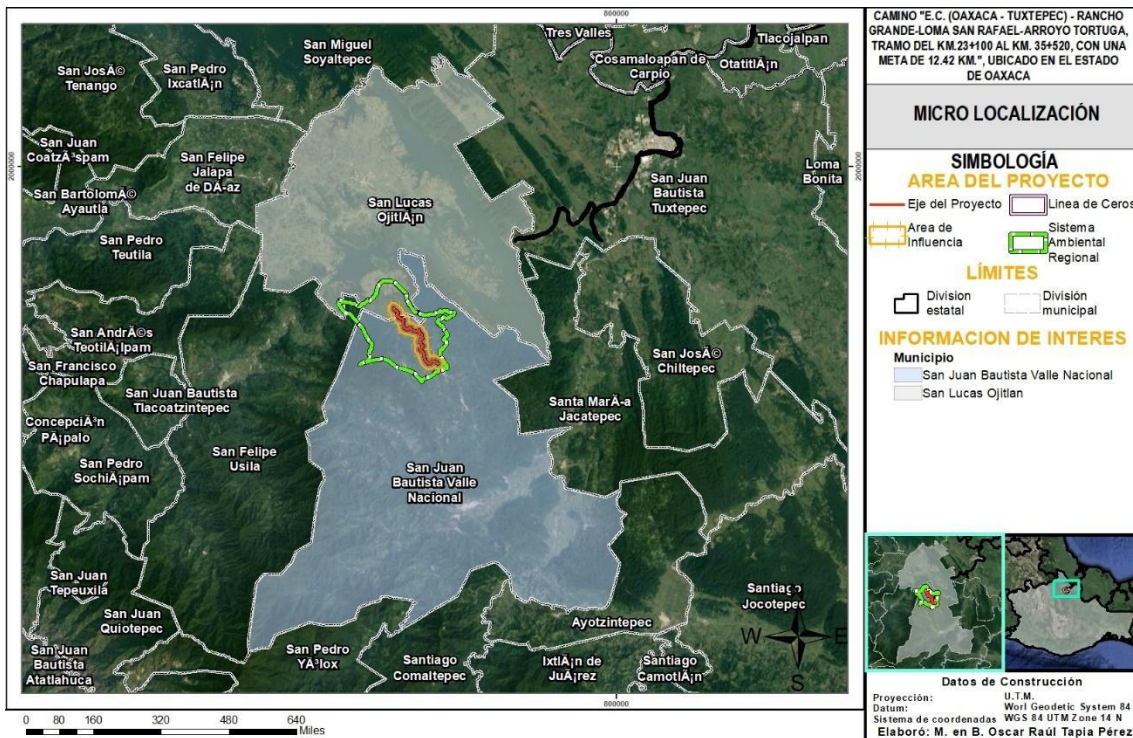 800000
2000000
2000000
800000
Tres Valles
Tlacojalpan
San Miguel
Soyaltepec
Cosamaloapan de
Carpio
OtatitlÃ¡n
San JosÃ©
Tenango
San Pedro
IxcatlÃ¡n
San Juan
CoatzÃ³spam
San Felipe
Jalapa
de DÃ­az
Loma
Bonita
San BartolomÃ©
Ayautla
San Lucas
OjitlÃ¡n
San Juan
Bautista
Tuxtepec
San Pedro
Teutila
San AndrÃ©s
TeotilÃ¡lpam
San Francisco
Chapulapa
San JosÃ©
Chiltepec
San Juan Bautista
Tlacoatzintepec
Santa MarÃ­a
Jacatepec
ConcepciÃ³n
PÃ¡palo
San Pedro
SochiÃ¡pam
San Felipe
Usila
San Juan
Bautista Valle
Nacional
San Juan
Tepeuxila
San Juan
Quiotepec
Santiago
Jocotepec
Ayotzintepec
San Juan
Bautista
Atatlahuca
San Pedro
YÃ³lox
Santiago
Comaltepec
IxtlÃ¡n de
JuÃ¡rez
Santiago
CamotlÃ¡n
W E
S
0 80 160 320 480 640
Miles
CAMINO "E.C. (OAXACA - TUXTEPEC) - RANCHO
GRANDE-LOMA SAN RAFAEL-ARROYO TORTUGA,
TRAMO DEL KM.23+100 AL KM. 35+520, CON UNA
META DE 12.42 KM.", UBICADO EN EL ESTADO
DE OAXACA
MICRO LOCALIZACIÓN
SIMBOLOGÍA
AREA DEL PROYECTO
Eje del Proyecto
Linea de Ceros
Area de
Influencia
Sistema
Ambiental
Regional
LÍMITES
Division
estatal
División
municipal
INFORMACION DE INTERES
Municipio
San Juan Bautista Valle Nacional
San Lucas Ojitlan
Datos de Construcción
Proyección: U.T.M.
Datum: Worl Geodetic System 84
Sistema de coordenadas WGS 84 UTM Zone 14 N
Elaboró: M. en B. Oscar Raúl Tapia Pérez